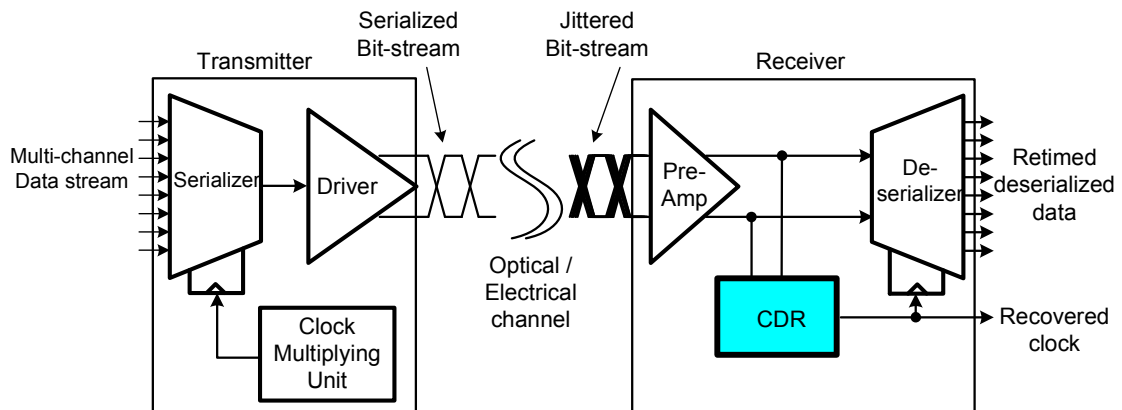 Serialized
Bit-stream
Jittered
Bit-stream
Transmitter
Receiver
Multi-channel
Data stream
Serializer
Driver
Pre-
Amp
De-
serializer
Retimed
deserialized
data
Optical /
Electrical
channel
Clock
Multiplying
Unit
CDR
Recovered
clock